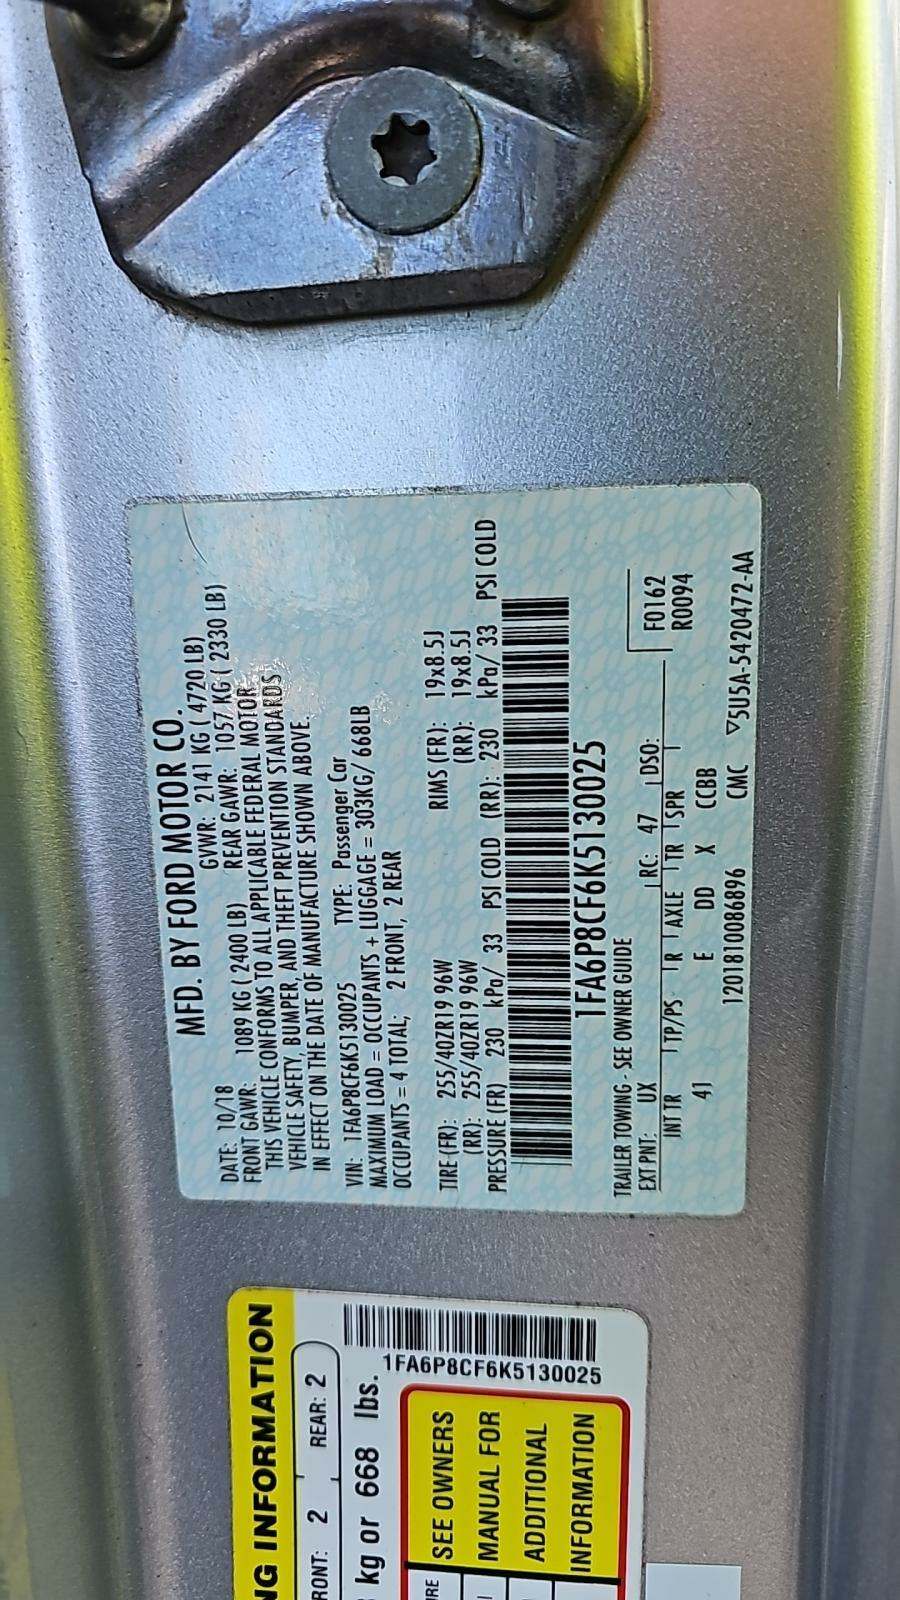 MFD. BY FORD MOTOR CO.
DATE: 10/18 GVWR: 2141 KG ( 4720 LB)
FRONT GAWR: 1089 KG ( 2400 LB) REAR GAWR: 1057 KG ( 2330 LB)
THIS VEHICLE CONFORMS TO ALL APPLICABLE FEDERAL MOTOR
VEHICLE SAFETY, BUMPER, AND THEFT PREVENTION STANDARDS
IN EFFECT ON THE DATE OF MANUFACTURE SHOWN ABOVE.
VIN: 1FA6P8CF6K5130025 TYPE: Passenger Car
MAXIMUM LOAD = OCCUPANTS + LUGGAGE = 303KG/ 668LB
OCCUPANTS = 4 TOTAL; 2 FRONT, 2 REAR
TIRE (FR): 255/40ZR19 96W RIMS (FR): 19x8.5J
(RR): 255/40ZR19 96W (RR): 19x8.5J
PRESSURE (FR) 230 kPa/ 33 PSI COLD (RR): 230 kPa/ 33 PSI COLD
1FA6P8CF6K5130025
TRAILER TOWING - SEE OWNER GUIDE
F0162
EXT PNT: UX RC: 47 DSO: R0094
INT TR TP/PS R AXLE TR SPR
4J E DD X CCBB
1201810086896 CMC ▽5U5A-5420472-AA
NG INFORMATION
RONT: 2 REAR: 2
kg or 668 lbs.
1FA6P8CF6K5130025
SEE OWNERS
MANUAL FOR
ADDITIONAL
INFORMATION